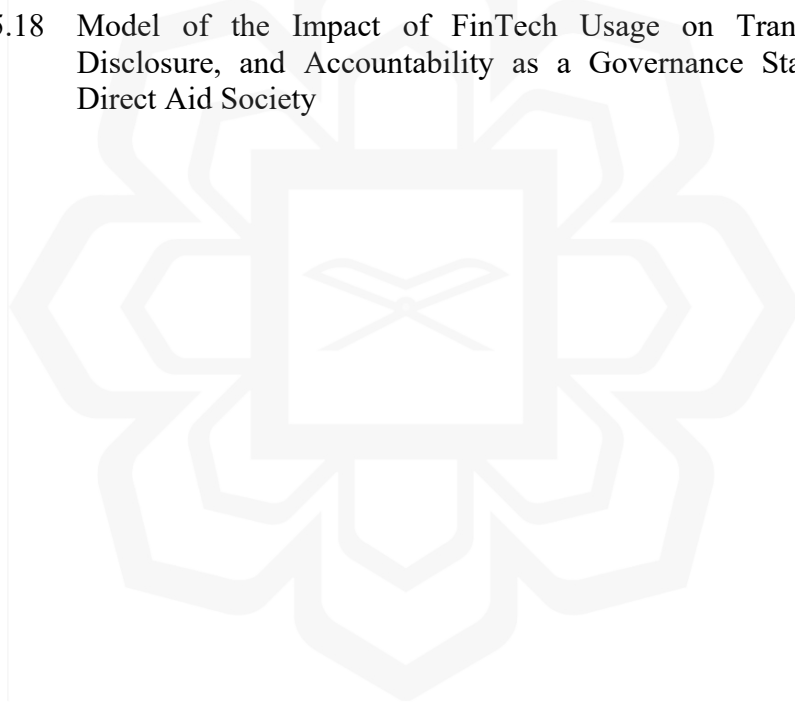 .18 Model of the Impact of FinTech Usage on Tran
Disclosure, and Accountability as a Governance Sta
Direct Aid Society